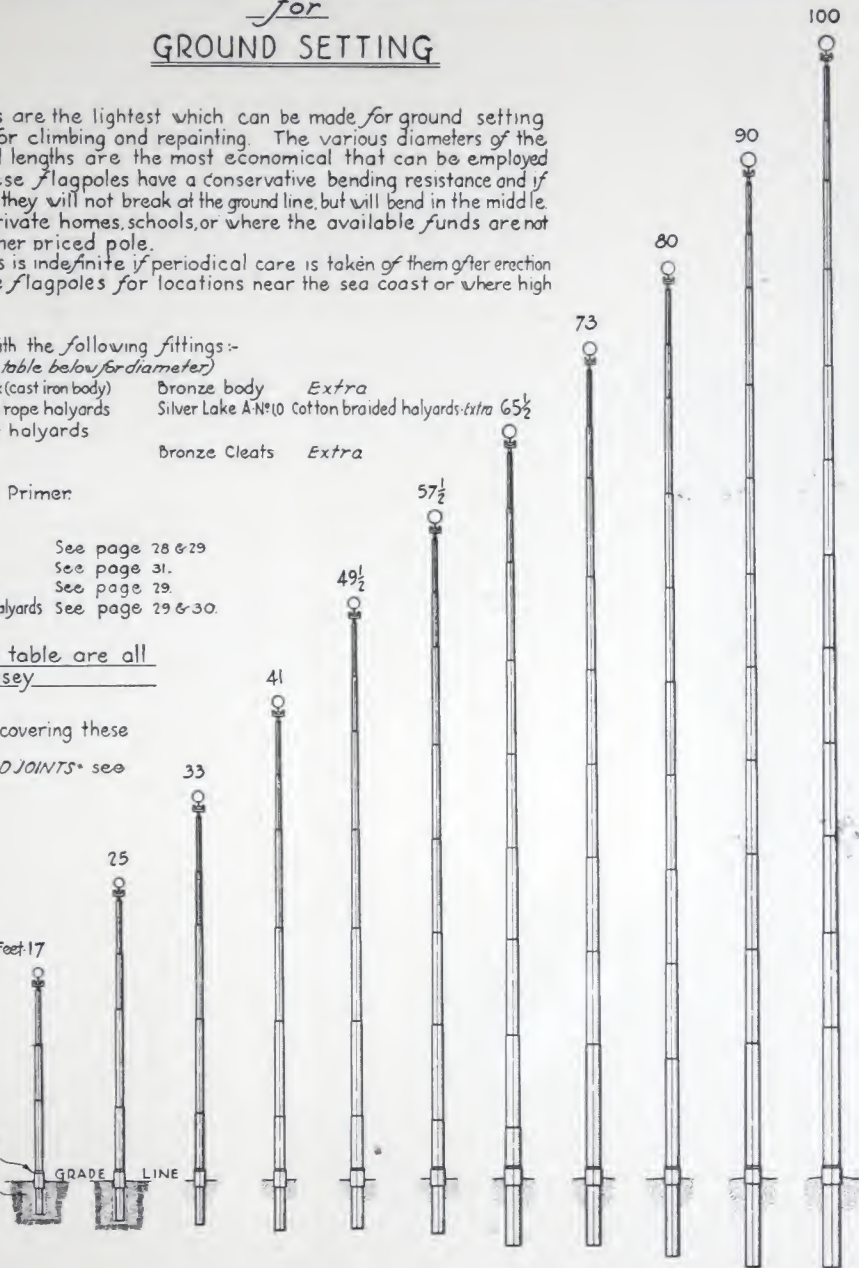 for
GROUND SETTING
s are the lightest which can be made for ground setting
or climbing and repainting. The various diameters of the
d lengths are the most economical that can be employed
se flagpoles have a conservative bending resistance and if
they will not break at the ground line, but will bend in the middle.
rivate homes, schools, or where the available funds are not
her priced pole.
s is indefinite if periodical care is taken of them after erection
e flagpoles for locations near the sea coast or where high
ith the following fittings:-
table below for diameter)
(cast iron body) Bronze body Extra
rope halyards Silver Lake A-Nº10 Cotton braided halyards-Extra
halyards
Bronze Cleats Extra
Primer.
See page 28 & 29
See page 31.
See page 29.
alyards See page 29 & 30.
table are all
sey
covering these
D JOINTS" see
100
90
80
73
65½
57½
49½
41
33
25
Feet-17
GRADE LINE